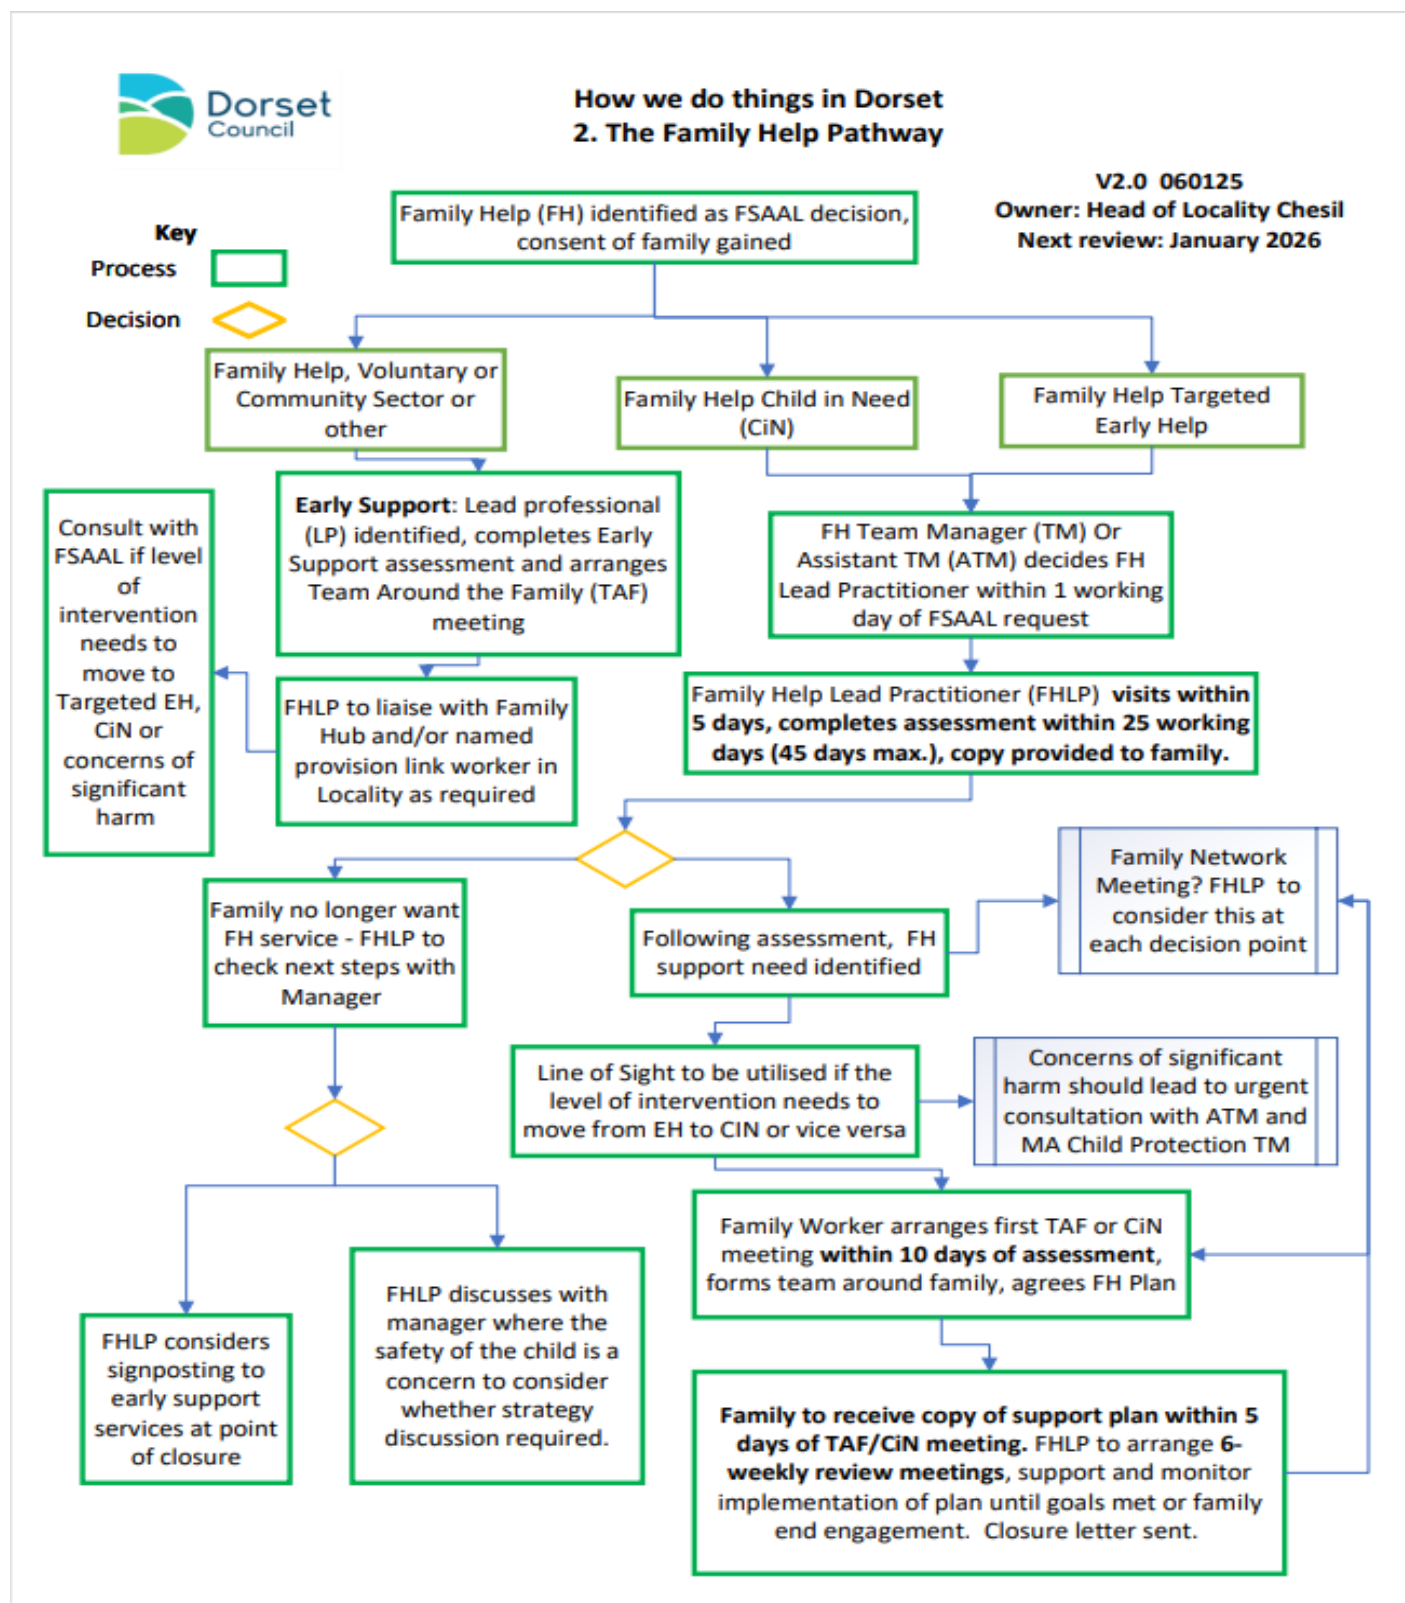 Dorset
Council
How we do things in Dorset
2. The Family Help Pathway
V2.0 060125
Owner: Head of Locality Chesil
Next review: January 2026
Key
Process
Decision
Family Help (FH) identified as FSAAL decision,
consent of family gained
Family Help, Voluntary or
Community Sector or
other
Family Help Child in Need
(CiN)
Family Help Targeted
Early Help
Consult with
FSAAL if level
of
intervention
needs to
move to
Targeted EH,
CiN or
concerns of
significant
harm
Early Support: Lead professional
(LP) identified, completes Early
Support assessment and arranges
Team Around the Family (TAF)
meeting
FH Team Manager (TM) Or
Assistant TM (ATM) decides FH
Lead Practitioner within 1 working
day of FSAAL request
FHLP to liaise with Family
Hub and/or named
provision link worker in
Locality as required
Family Help Lead Practitioner (FHLP) visits within
5 days, completes assessment within 25 working
days (45 days max.), copy provided to family.
Family no longer want
FH service - FHLP to
check next steps with
Manager
Following assessment, FH
support need identified
Family Network
Meeting? FHLP to
consider this at
each decision point
Line of Sight to be utilised if the
level of intervention needs to
move from EH to CIN or vice versa
Concerns of significant
harm should lead to urgent
consultation with ATM and
MA Child Protection TM
Family Worker arranges first TAF or CiN
meeting within 10 days of assessment,
forms team around family, agrees FH Plan
FHLP considers
signposting to
early support
services at point
of closure
FHLP discusses with
manager where the
safety of the child is a
concern to consider
whether strategy
discussion required.
Family to receive copy of support plan within 5
days of TAF/CiN meeting. FHLP to arrange 6-
weekly review meetings, support and monitor
implementation of plan until goals met or family
end engagement. Closure letter sent.